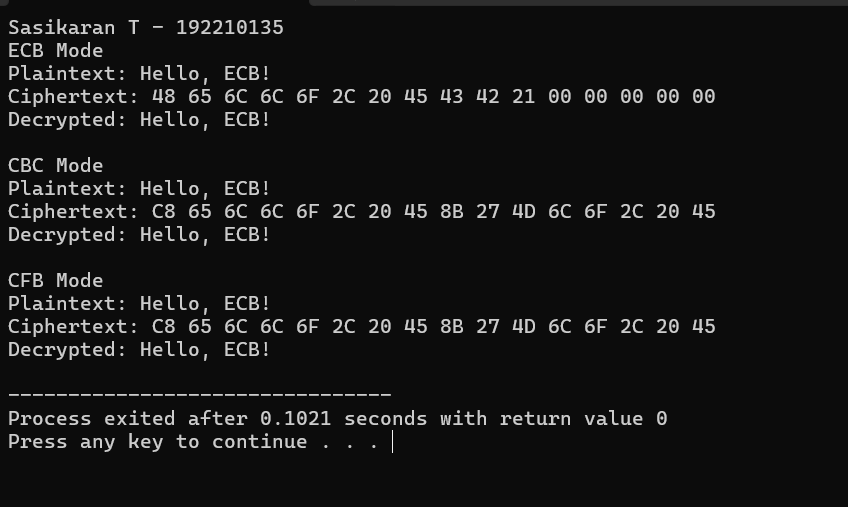 Sasikaran T - 192210135
ECB Mode
Plaintext: Hello, ECB!
Ciphertext: 48 65 6C 6C 6F 2C 20 45 43 42 21 00 00 00 00 00
Decrypted: Hello, ECB!
CBC Mode
Plaintext: Hello, ECB!
Ciphertext: C8 65 6C 6C 6F 2C 20 45 8B 27 4D 6C 6F 2C 20 45
Decrypted: Hello, ECB!
CFB Mode
Plaintext: Hello, ECB!
Ciphertext: C8 65 6C 6C 6F 2C 20 45 8B 27 4D 6C 6F 2C 20 45
Decrypted: Hello, ECB!
--------------------------------
Process exited after 0.1021 seconds with return value 0
Press any key to continue . . .